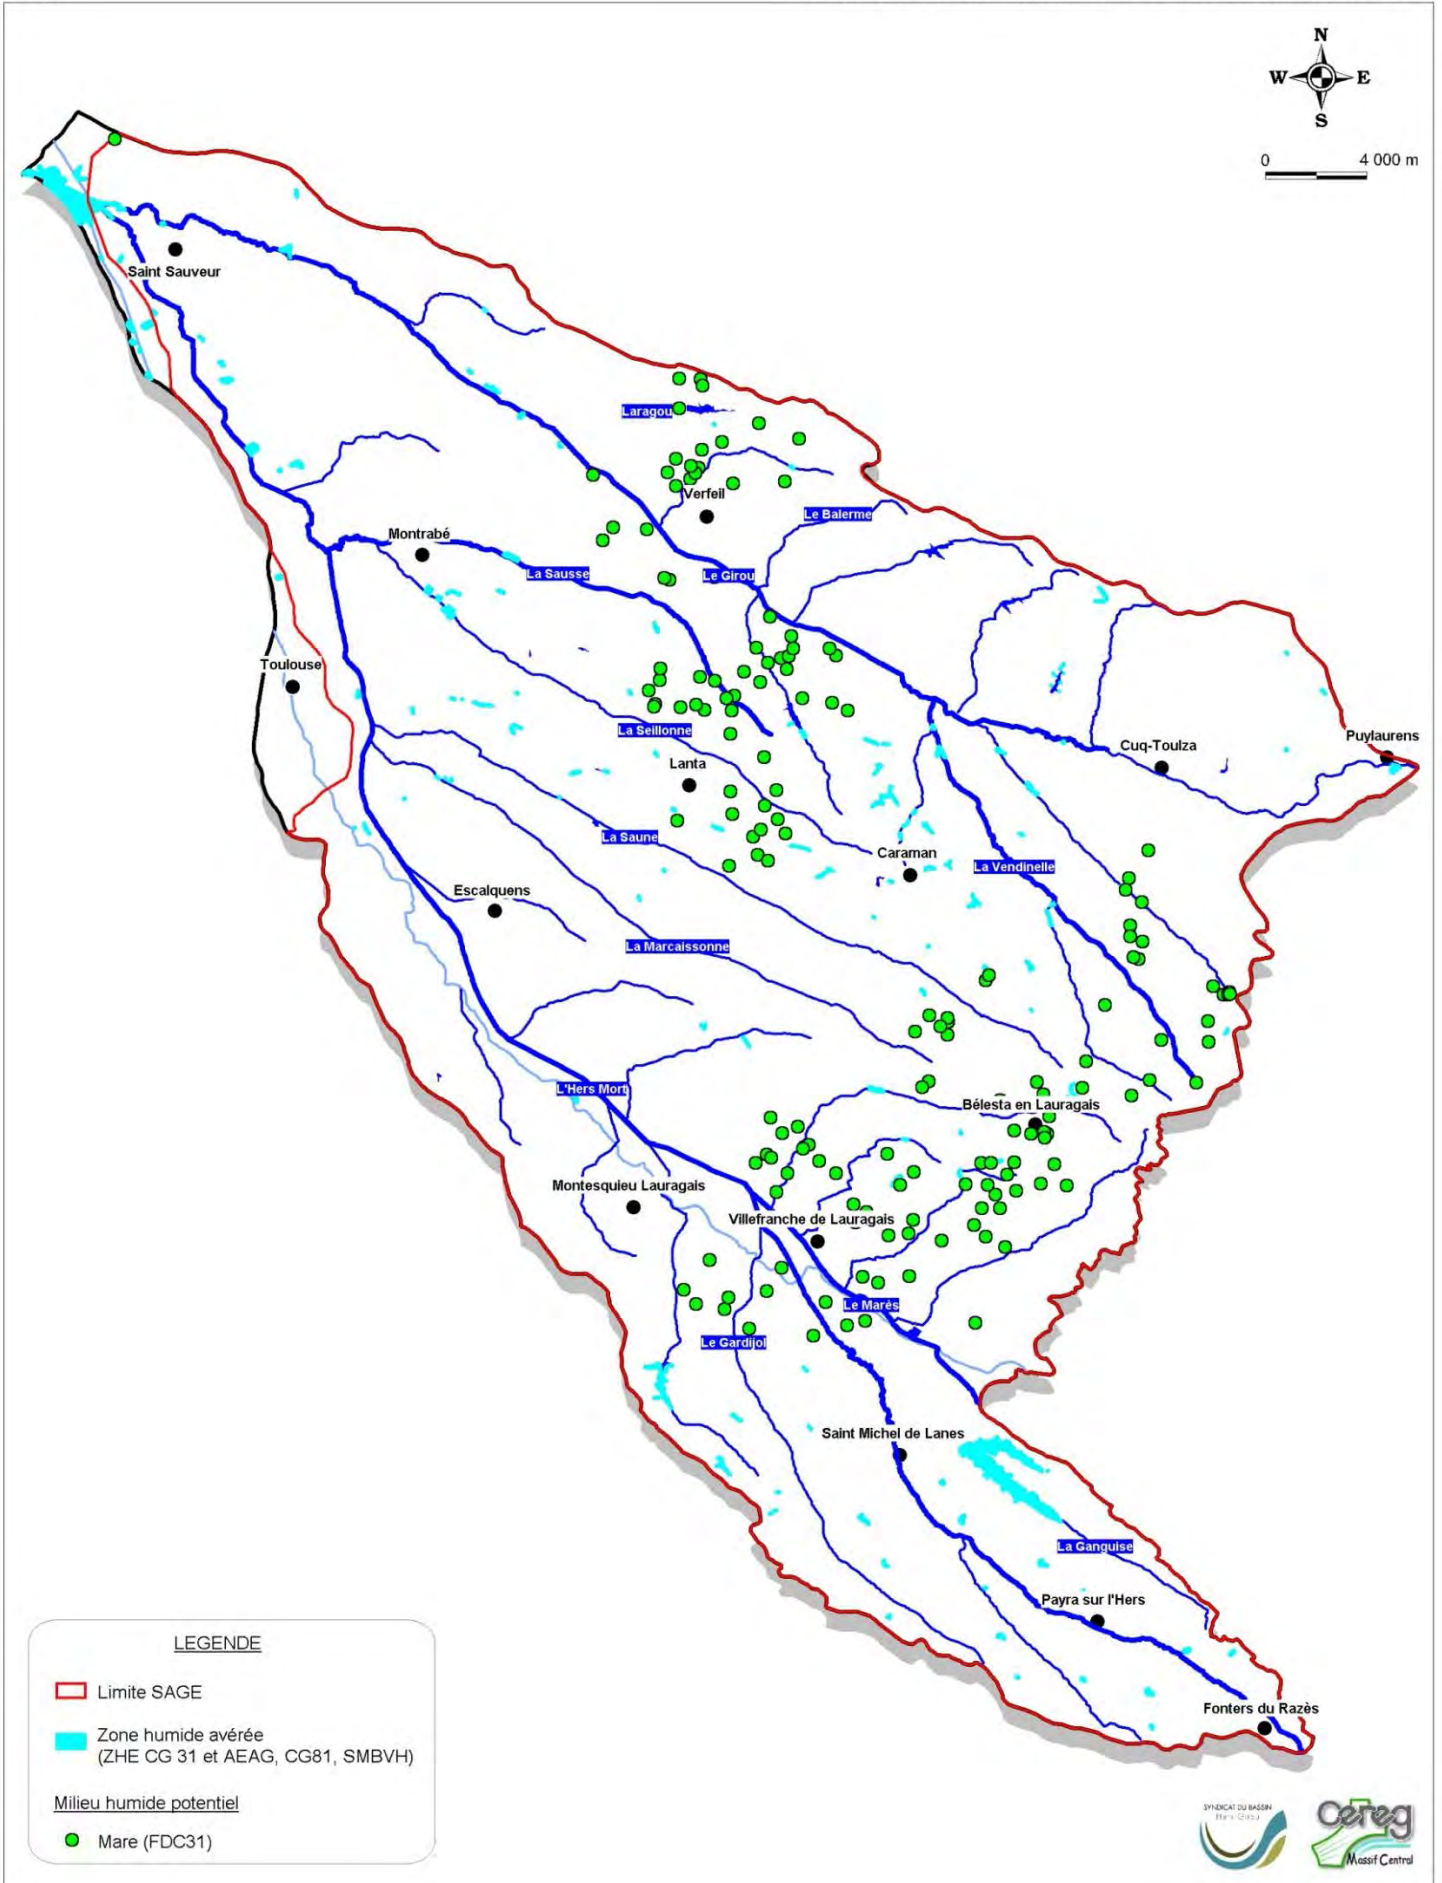 N
W E
S
0 4 000 m
Saint Sauveur
Laragou
Verfeil
Le Balerme
Montrabé
La Sausse
Le Girou
Toulouse
La Seillonne
Lanta
Cuq-Toulza
Puylaurens
La Saune
Caraman
La Vendinelle
Escalquens
La Marcaissonne
L'Hers Mort
Bélesta en Lauragais
Montesquieu Lauragais
Villefranche de Lauragais
Le Marès
Le Gardijol
Saint Michel de Lanes
La Ganguise
Payra sur l'Hers
Fonters du Razès
LEGENDE
Limite SAGE
Zone humide avérée
(ZHE CG 31 et AEAG, CG81, SMBVH)
Milieu humide potentiel
Mare (FDC31)
SYNDICAT DU BASSIN
Cereg
Massif Central